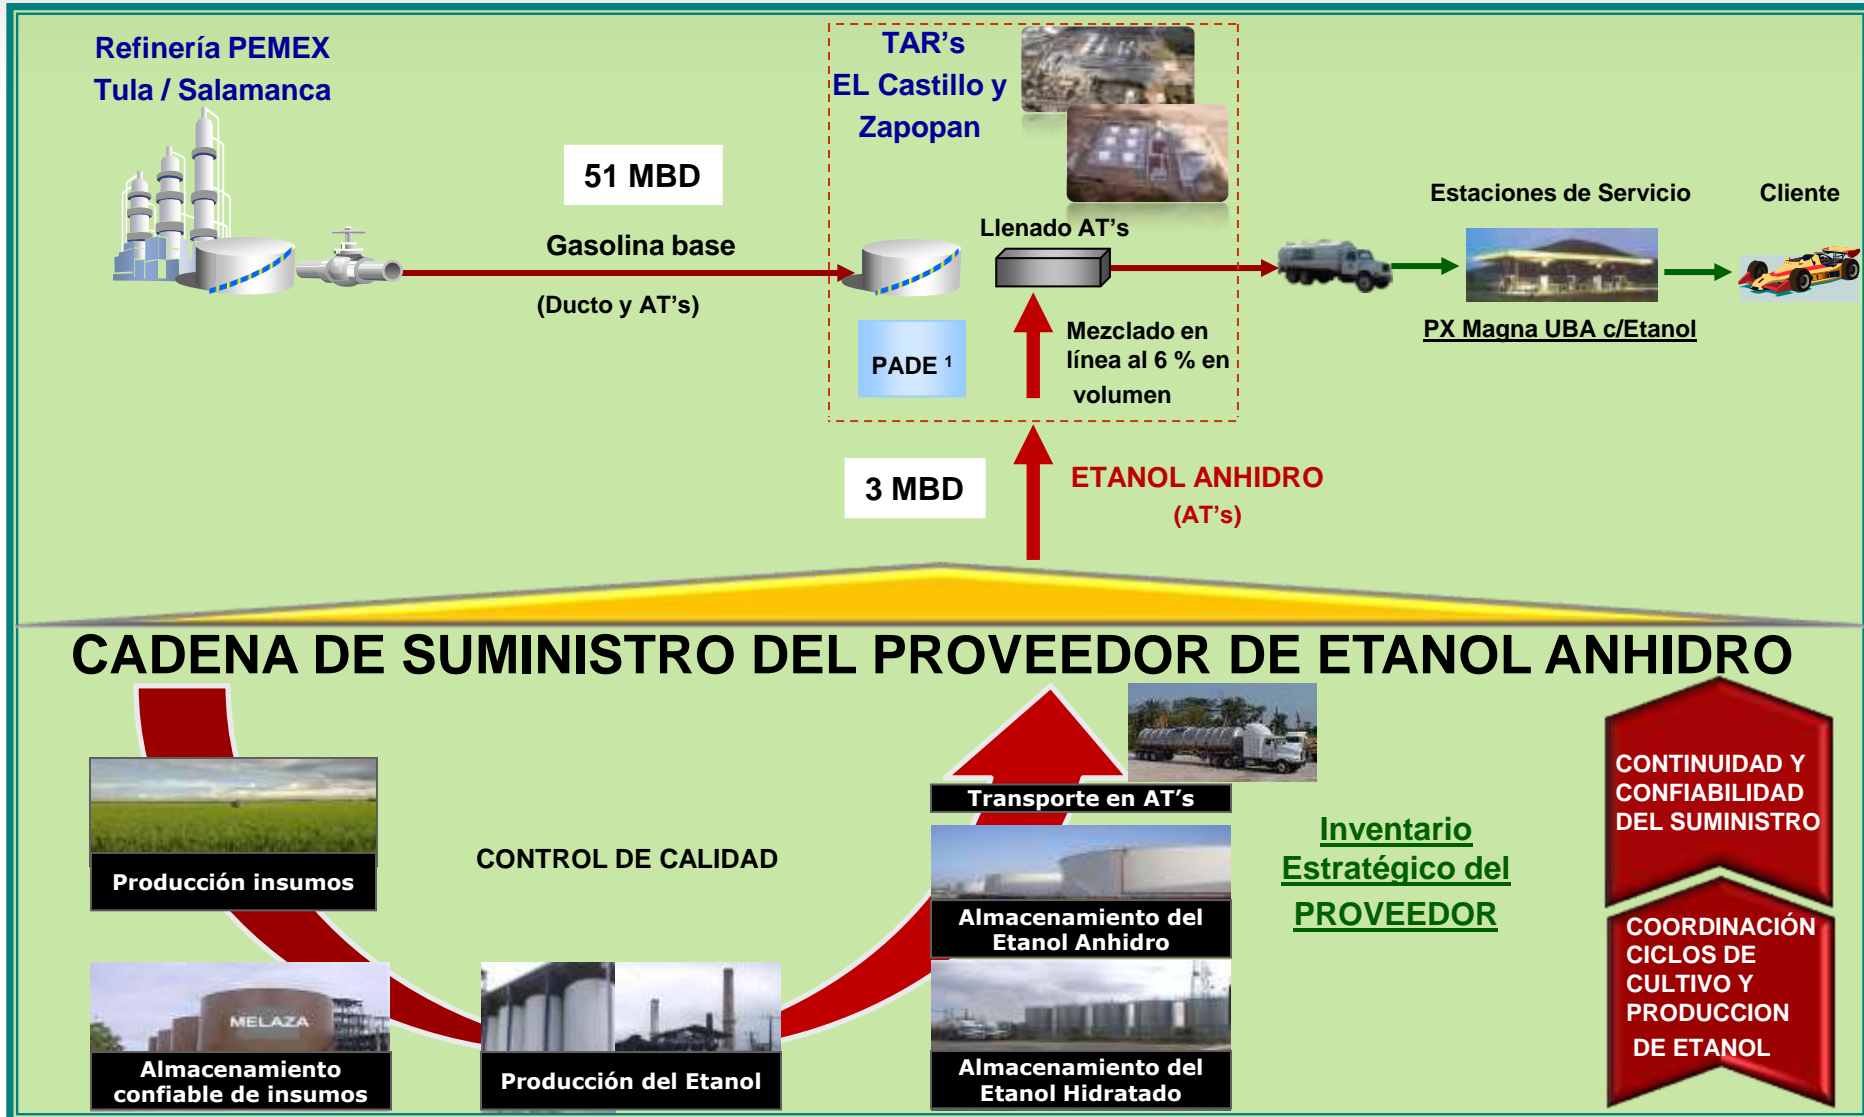 Refinería PEMEX
Tula / Salamanca
TAR’s
EL Castillo y
Zapopan
51 MBD
Gasolina base
(Ducto y AT’s)
Llenado AT’s
PADE ¹
Mezclado en
línea al 6 % en
volumen
Estaciones de Servicio
Cliente
PX Magna UBA c/Etanol
3 MBD
ETANOL ANHIDRO
(AT’s)
CADENA DE SUMINISTRO DEL PROVEEDOR DE ETANOL ANHIDRO
Producción insumos
MELAZA
Almacenamiento
confiable de insumos
CONTROL DE CALIDAD
Producción del Etanol
Transporte en AT’s
Almacenamiento del
Etanol Anhidro
Almacenamiento del
Etanol Hidratado
Inventario
Estratégico del
PROVEEDOR
CONTINUIDAD Y
CONFIABILIDAD
DEL SUMINISTRO
COORDINACIÓN
CICLOS DE
CULTIVO Y
PRODUCCION
DE ETANOL